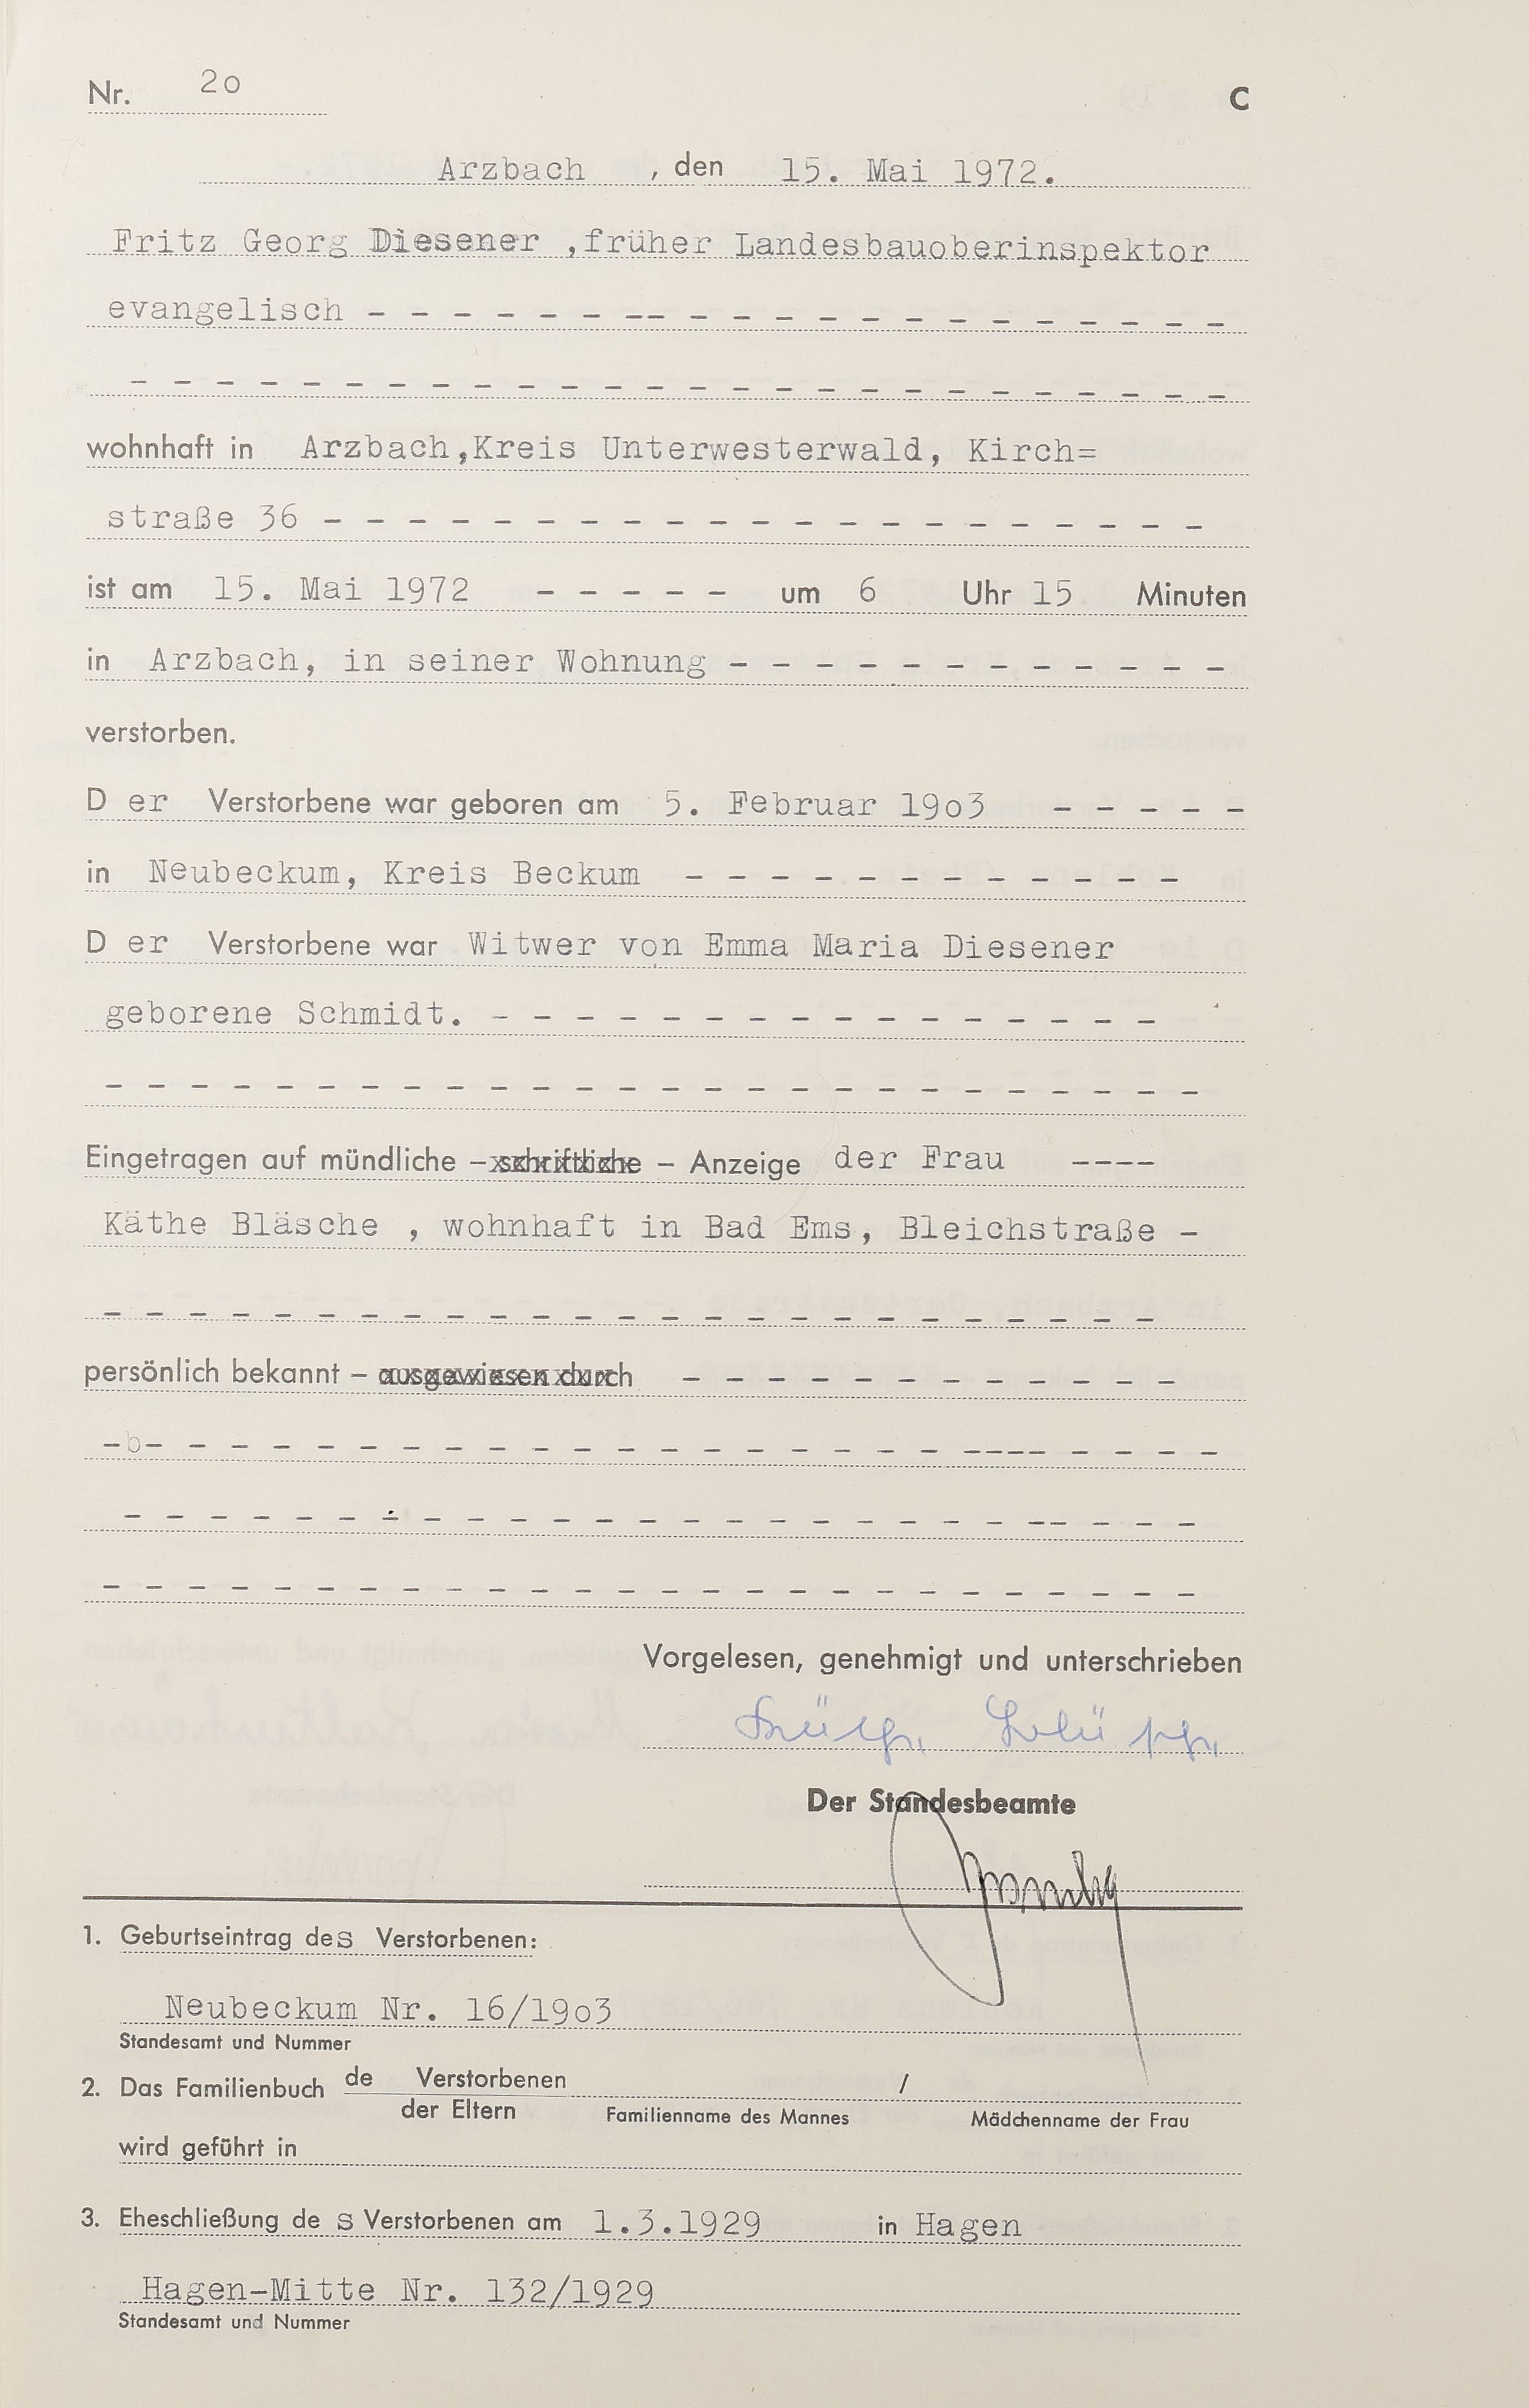 Nr. 2o C
Arzbach , den 15. Mai 1972.
Fritz Georg Diesener ,früher Landesbauoberinspektor
evangelisch - - - - - - -- - - - - - - - - - - - - -
- - - - - - - - - - - - - - - - - - - - - - - - - -
wohnhaft in Arzbach,Kreis Unterwesterwald, Kirch=
straße 36 - - - - - - - - - - - - - - - - - - - - -
ist am 15. Mai 1972 - - - - - um 6 Uhr 15 Minuten
in Arzbach, in seiner Wohnung - - - - - - - - - - - -
verstorben.
D er Verstorbene war geboren am 5. Februar 19o3 - - - - -
in Neubeckum, Kreis Beckum - - - - - - - - - - - -
D er Verstorbene war Witwer von Emma Maria Diesener
geborene Schmidt. - - - - - - - - - - - - - - - -
- - - - - - - - - - - - - - - - - - - - - - - - - -
Eingetragen auf mündliche – schriftliche – Anzeige der Frau ----
Käthe Bläsche , wohnhaft in Bad Ems, Bleichstraße -
- - - - - - - - - - - - - - - - - - - - - - - - -
persönlich bekannt – ausgewiesen durch - - - - - - - - - - - -
-b- - - - - - - - - - - - - - - - - - - - ---- - - - -
- - - - - - - - - - - - - - - - - - - - - -- - - -
- - - - - - - - - - - - - - - - - - - - - - - - - -
Vorgelesen, genehmigt und unterschrieben
Der Standesbeamte
1. Geburtseintrag des Verstorbenen:
Neubeckum Nr. 16/19o3
Standesamt und Nummer
2. Das Familienbuch de Verstorbenen /
der Eltern Familienname des Mannes Mädchenname der Frau
wird geführt in
3. Eheschließung de s Verstorbenen am 1.3.1929 in Hagen
Hagen-Mitte Nr. 132/1929
Standesamt und Nummer